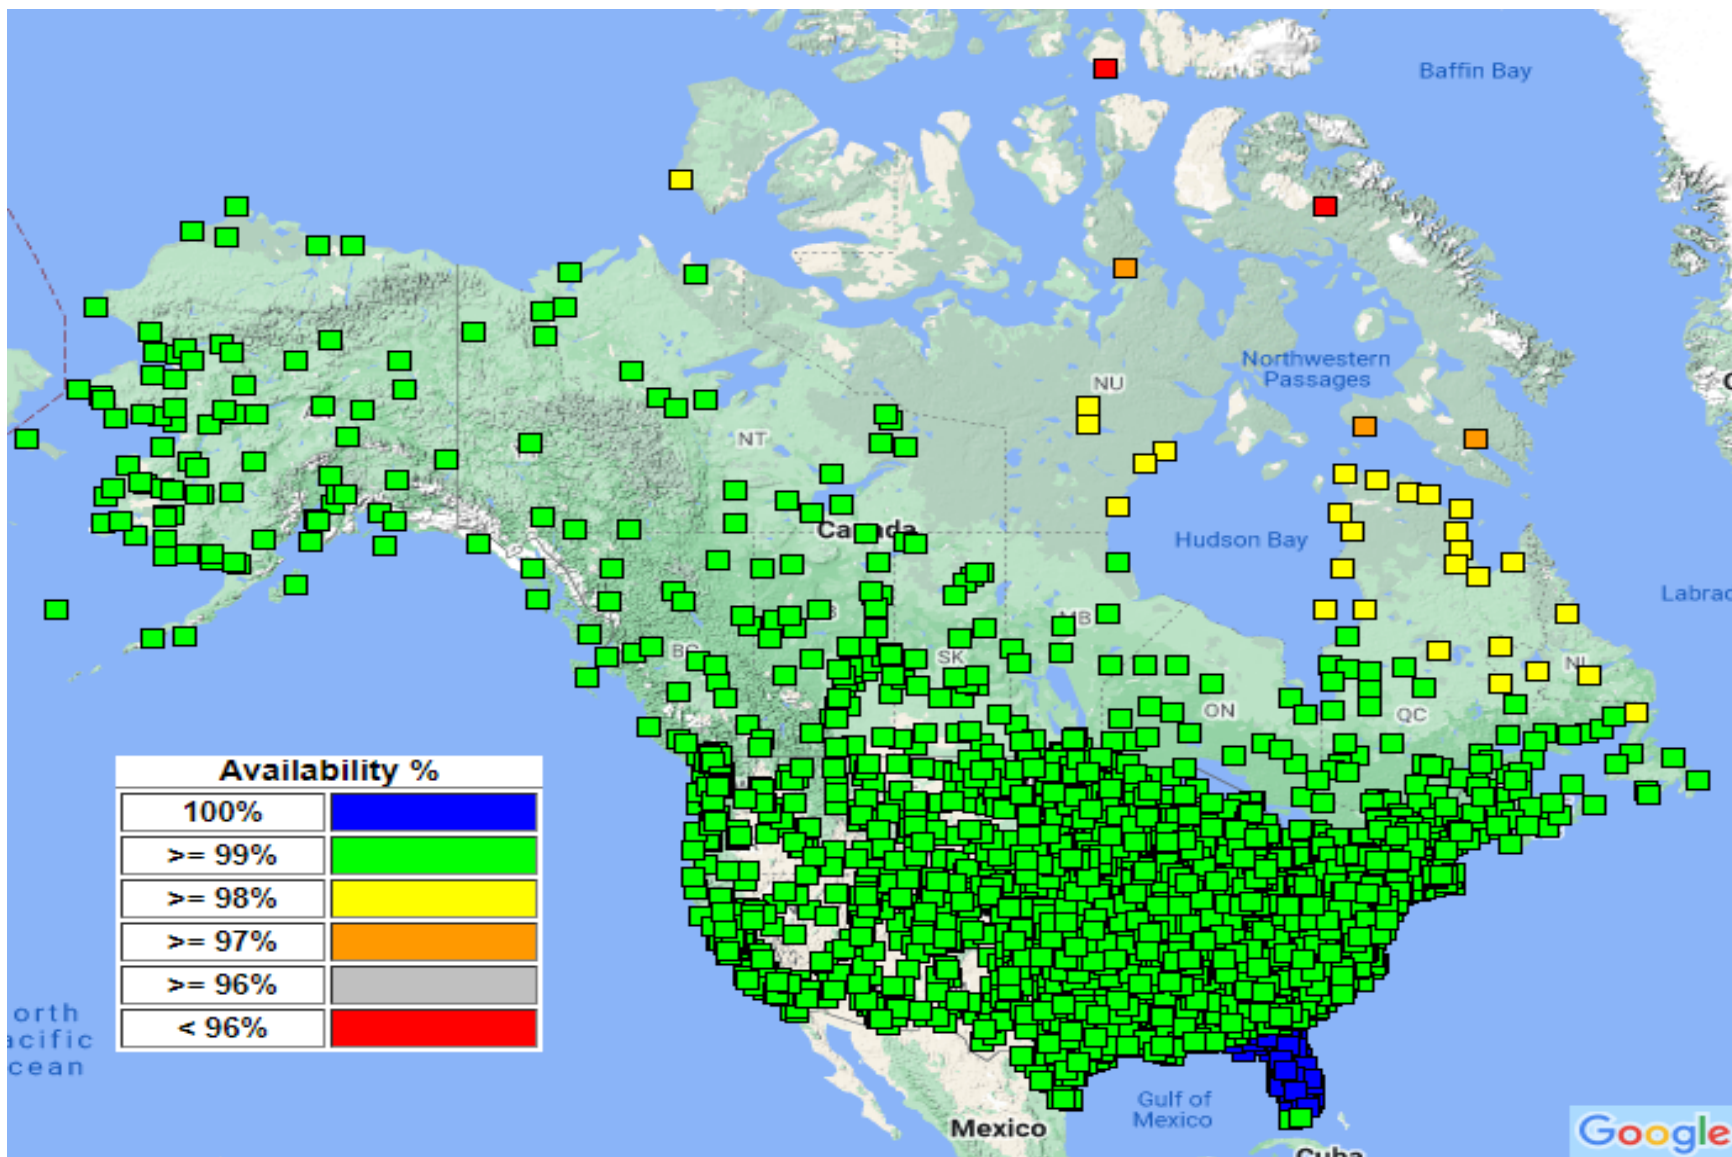 Baffin Bay
Northwestern
Passages
NU
NT
Canada
Hudson Bay
Labrad
MB
BC
SK
NL
ON
QC
Availability %
100%
>= 99%
>= 98%
>= 97%
>= 96%
< 96%
orth
acific
cean
Gulf of
Mexico
Mexico
Cuba
Google